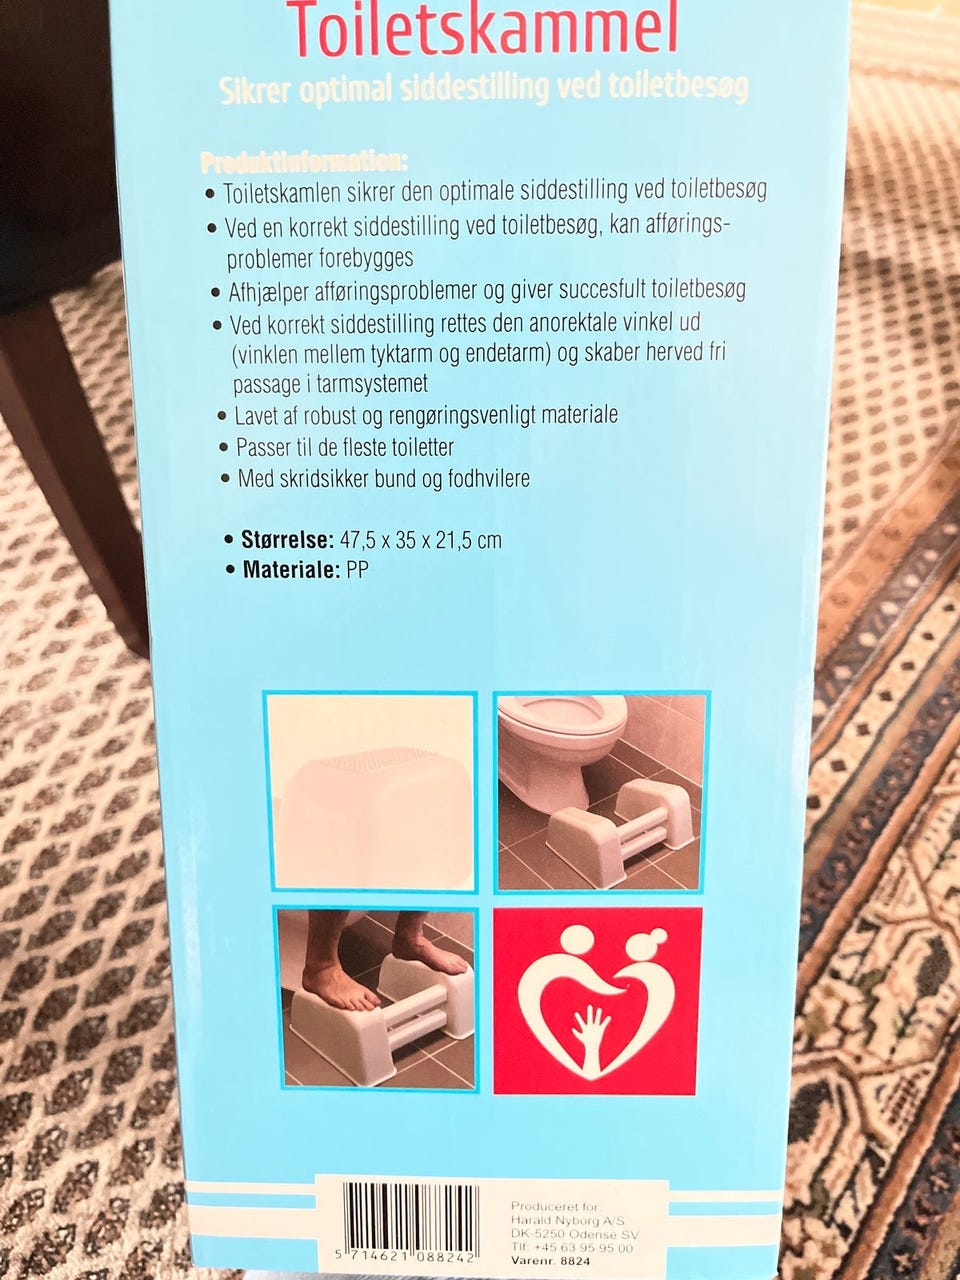 Toiletskammel
Sikrer optimal siddestilling ved toiletbesøg
Produktinformation:
• Toiletskamlen sikrer den optimale siddestilling ved toiletbesøg
• Ved en korrekt siddestilling ved toiletbesøg, kan afførings-
problemer forebygges
• Afhjælper afføringsproblemer og giver succesfult toiletbesøg
• Ved korrekt siddestilling rettes den anorektale vinkel ud
(vinklen mellem tyktarm og endetarm) og skaber herved fri
passage i tarmsystemet
• Lavet af robust og rengøringsvenligt materiale
• Passer til de fleste toiletter
• Med skridsikker bund og fodhvilere
• Størrelse: 47,5 x 35 x 21,5 cm
• Materiale: PP
5 714621 088242
Produceret for:
Harald Nyborg A/S
DK-5250 Odense SV
Tlf: +45 63 95 95 00
Varenr. 8824